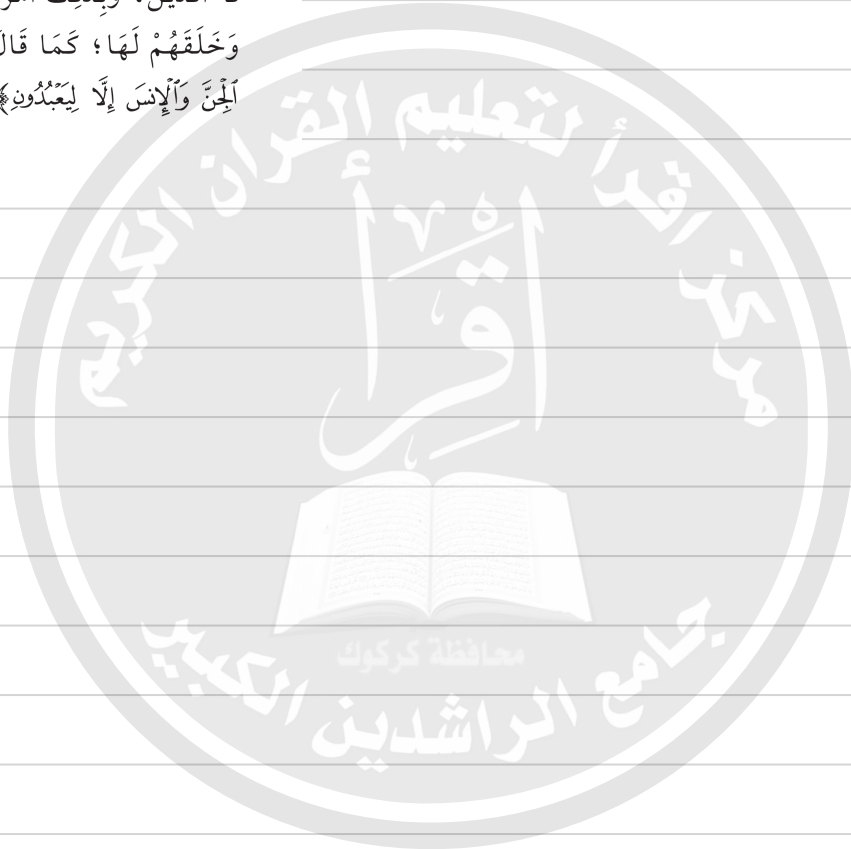 وَخَلَقَهُمْ لَهَا؛ كَمَا قَالَ
ٱلْجِنَّ وَٱلْإِنسَ إِلَّا لِيَعْبُدُونِ﴾
مركز اقرأ لتعليم القران الكريم
اقرأ
محافظة كركوك
جامع الراشدين الكبير